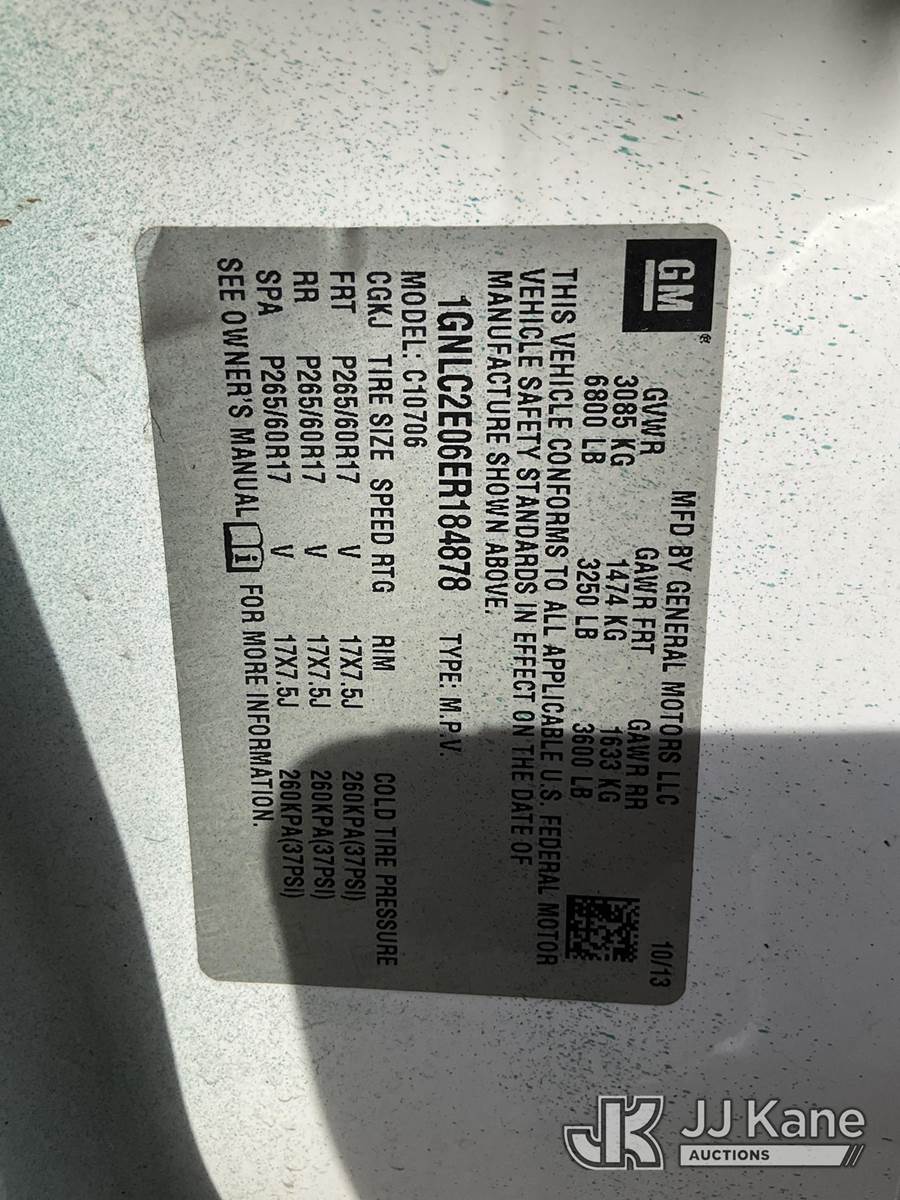 GM®
MFD BY GENERAL MOTORS LLC 10/13
GVWR GAWR FRT GAWR RR
3085 KG 1474 KG 1633 KG
6800 LB 3250 LB 3600 LB
THIS VEHICLE CONFORMS TO ALL APPLICABLE U.S. FEDERAL MOTOR
VEHICLE SAFETY STANDARDS IN EFFECT ON THE DATE OF
MANUFACTURE SHOWN ABOVE.
1GNLC2E06ER184878 TYPE: M.P.V.
MODEL: C10706
CGKJ TIRE SIZE SPEED RTG RIM COLD TIRE PRESSURE
FRT P265/60R17 V 17X7.5J 260KPA(37PSI)
RR P265/60R17 V 17X7.5J 260KPA(37PSI)
SPA P265/60R17 V 17X7.5J 260KPA(37PSI)
SEE OWNER'S MANUAL i FOR MORE INFORMATION.
JK JJ Kane
AUCTIONS